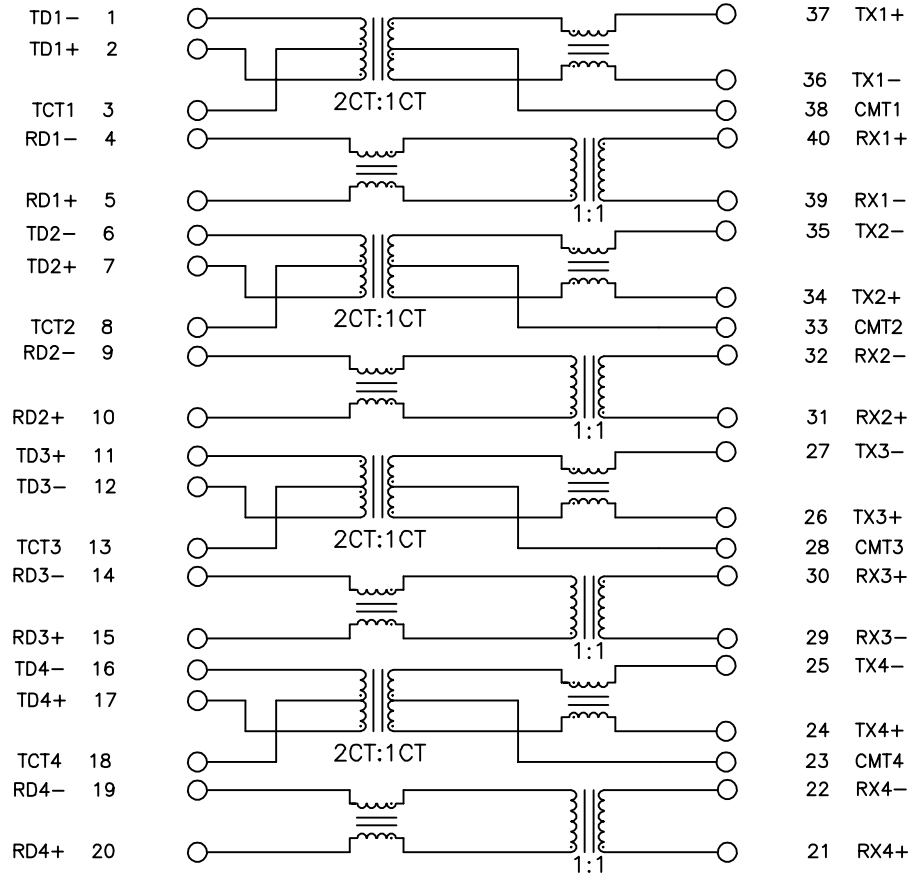 TD1− 1 37 TX1+
TD1+ 2
36 TX1−
TCT1 3 2CT:1CT 38 CMT1
RD1− 4 40 RX1+
RD1+ 5 39 RX1−
1:1
TD2− 6 35 TX2−
TD2+ 7
34 TX2+
TCT2 8 2CT:1CT 33 CMT2
RD2− 9 32 RX2−
RD2+ 10 31 RX2+
1:1
TD3+ 11 27 TX3−
TD3− 12
26 TX3+
TCT3 13 2CT:1CT 28 CMT3
RD3− 14 30 RX3+
RD3+ 15 29 RX3−
1:1
TD4− 16 25 TX4−
TD4+ 17
24 TX4+
TCT4 18 2CT:1CT 23 CMT4
RD4− 19 22 RX4−
RD4+ 20 21 RX4+
1:1